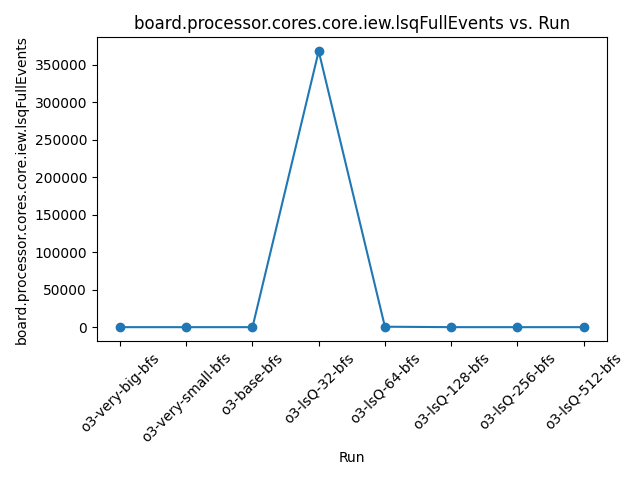 board.processor.cores.core.iew.lsqFullEvents vs. Run
board.processor.cores.core.iew.lsqFullEvents
350000
300000
250000
200000
150000
100000
50000
0
o3-very-big-bfs
o3-very-small-bfs
o3-base-bfs
o3-lsQ-32-bfs
o3-lsQ-64-bfs
o3-lsQ-128-bfs
o3-lsQ-256-bfs
o3-lsQ-512-bfs
Run